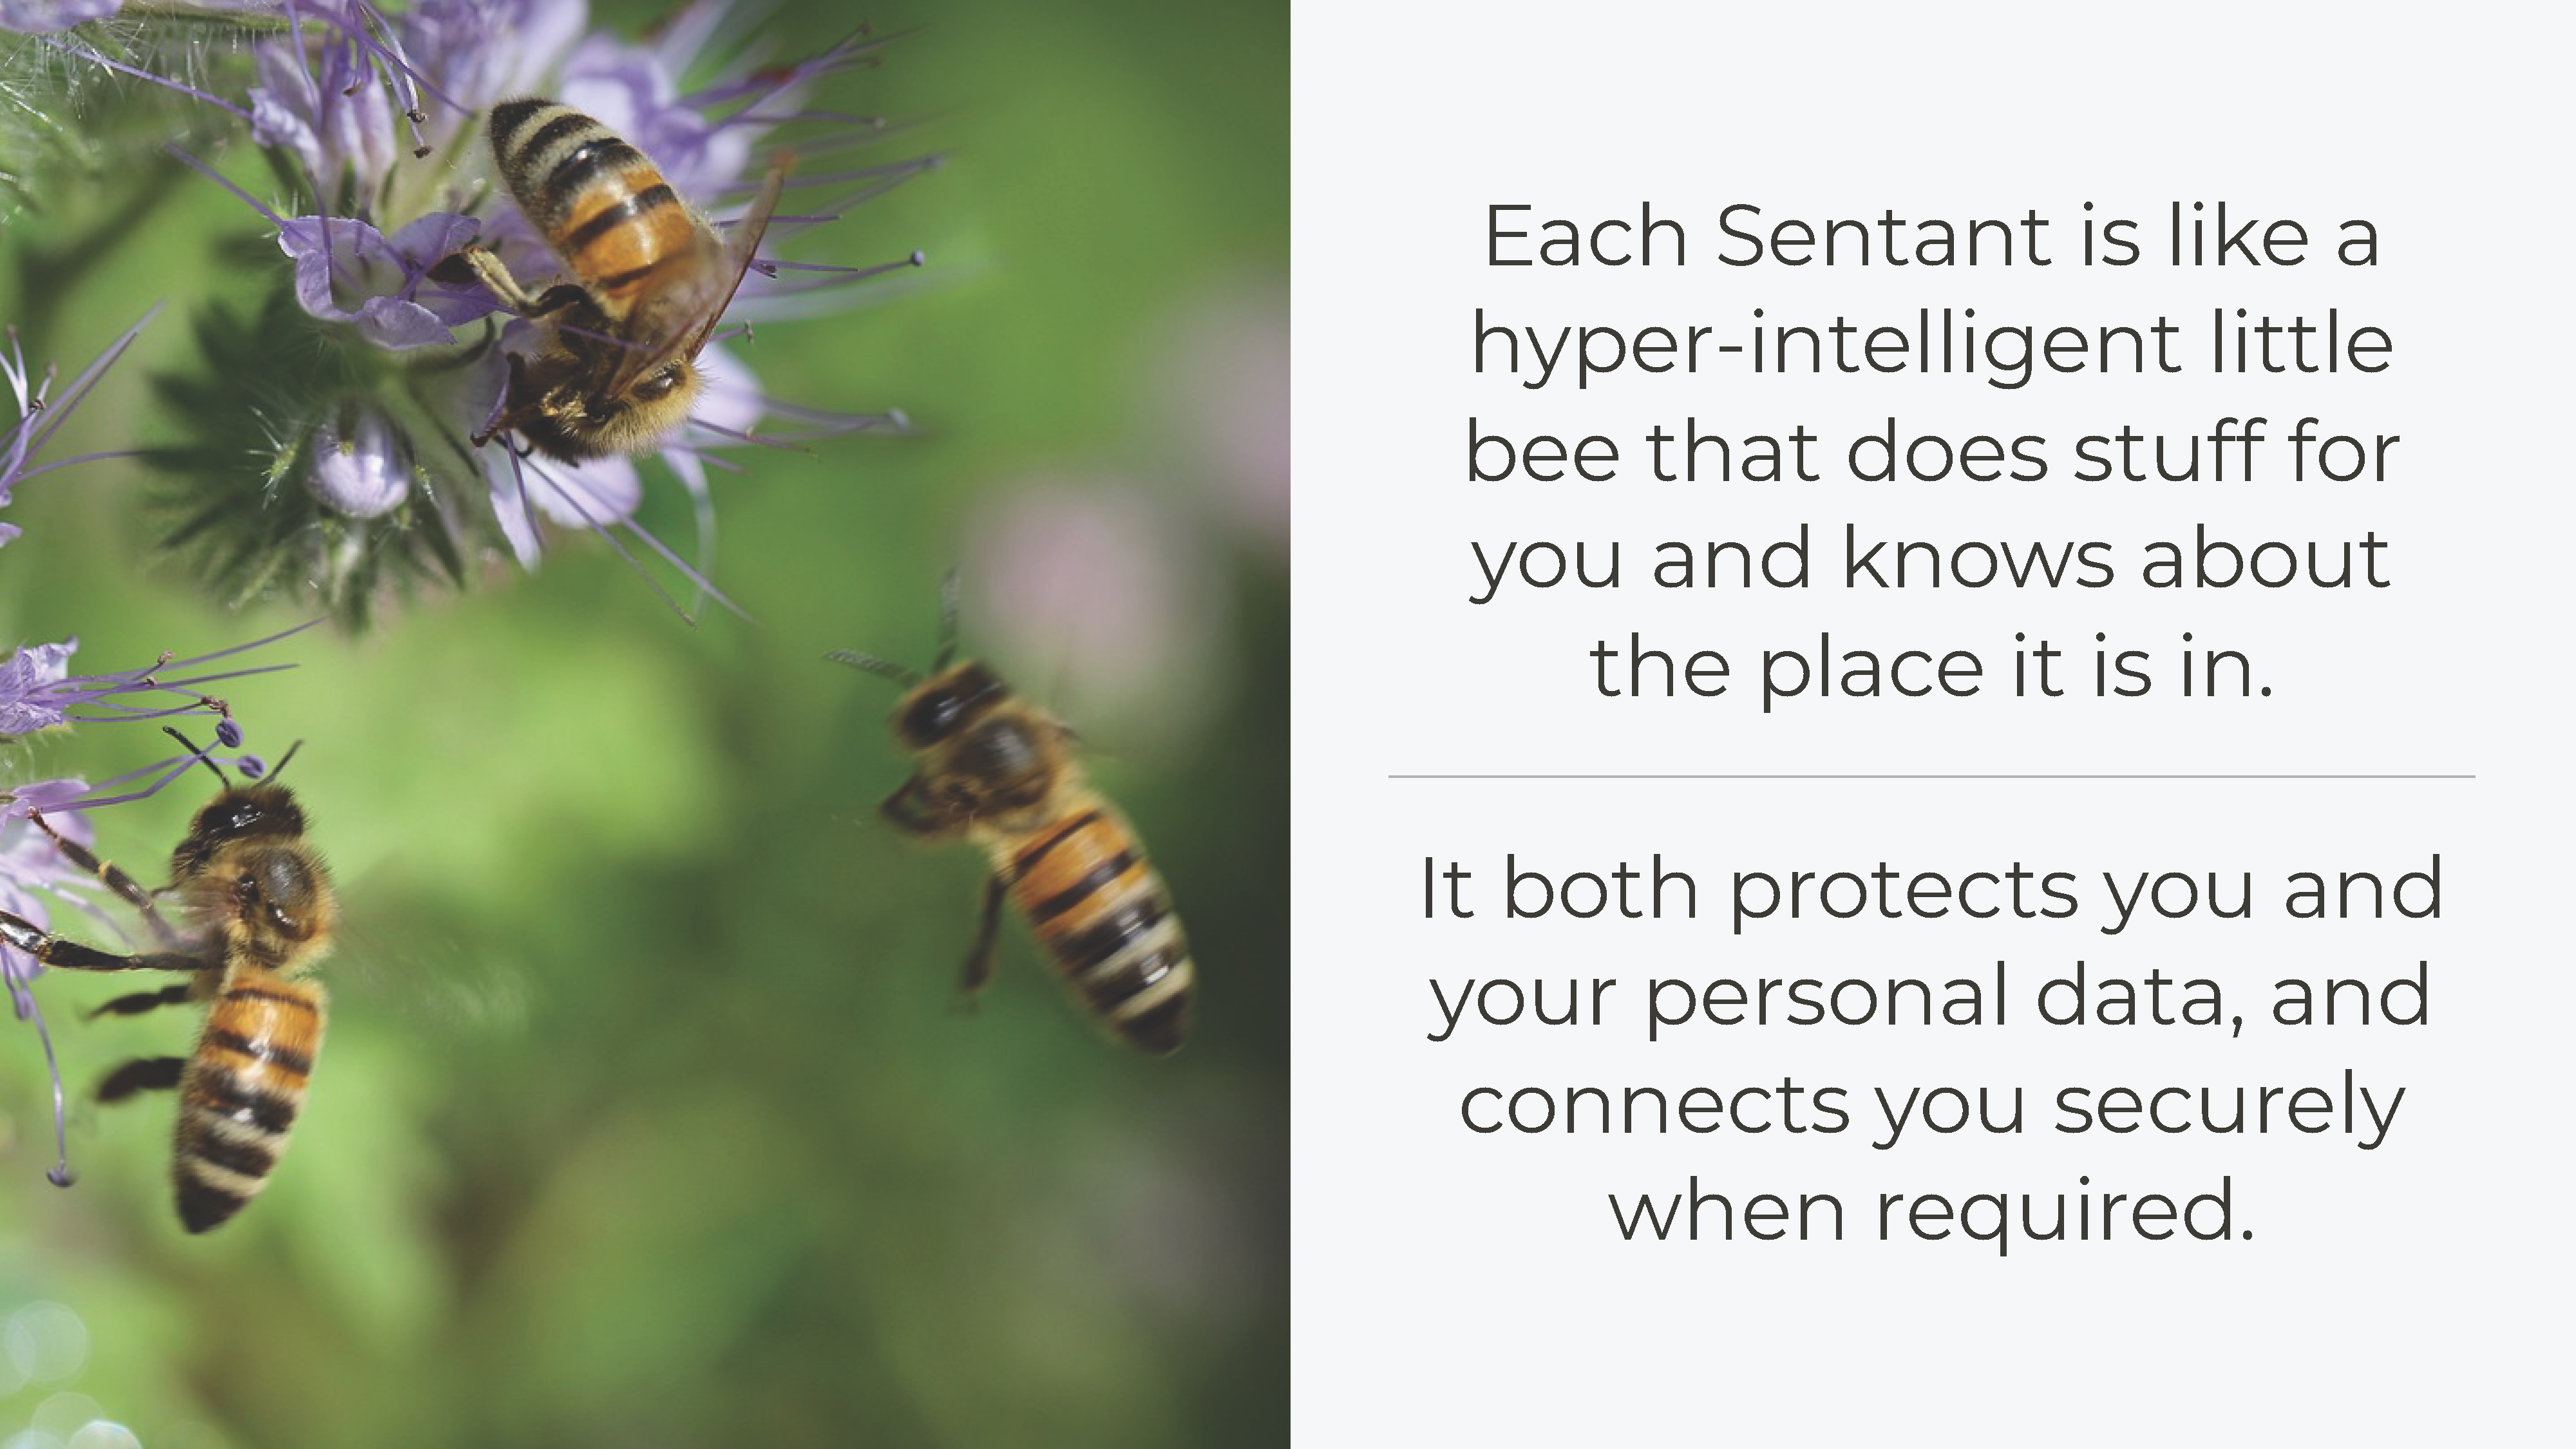 Each Sentant is like a
hyper-intelligent little
bee that does stuff for
you and knows about
the place it is in.
It both protects you and
your personal data, and
connects you securely
when required.